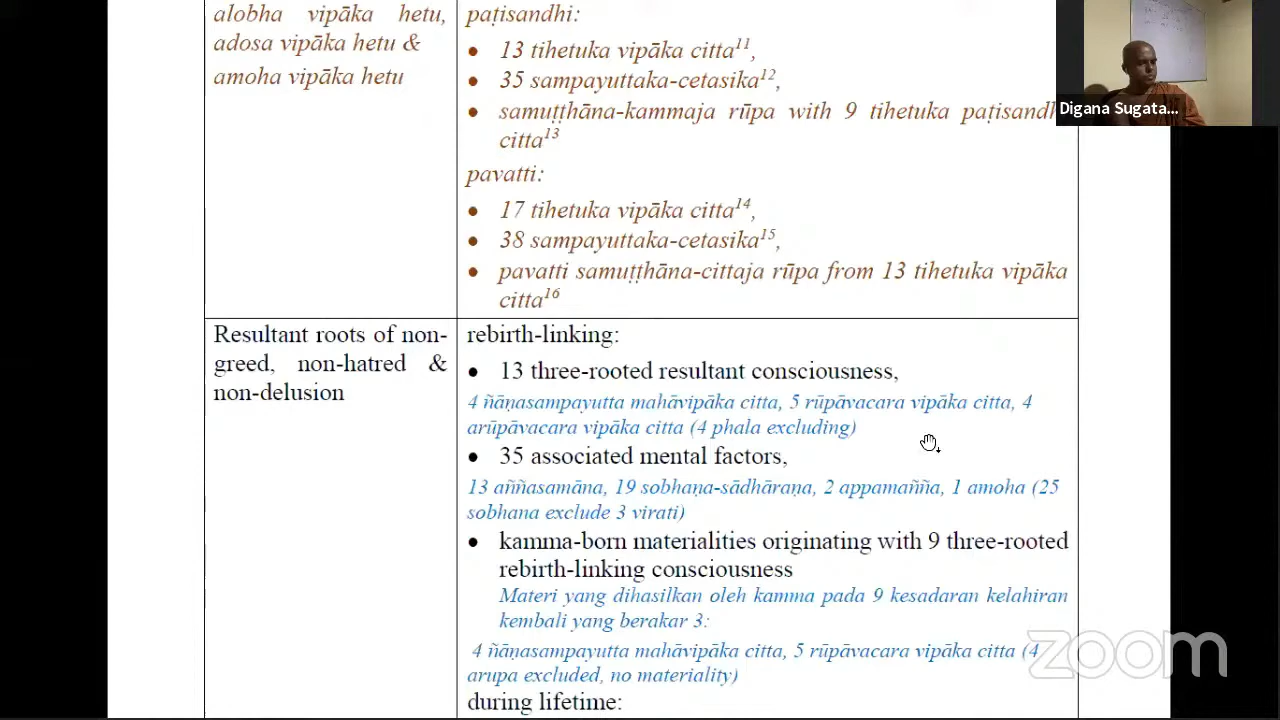 alobha vipāka hetu,
adosa vipāka hetu &
amoha vipāka hetu
paṭisandhi:
• 13 tihetuka vipāka citta11,
• 35 sampayuttaka-cetasika12,
• samuṭṭhāna-kammaja rūpa with 9 tihetuka paṭisandh
citta13
pavatti:
• 17 tihetuka vipāka citta14,
• 38 sampayuttaka-cetasika15,
• pavatti samuṭṭhāna-cittaja rūpa from 13 tihetuka vipāka
citta16
Resultant roots of non-
greed, non-hatred &
non-delusion
rebirth-linking:
• 13 three-rooted resultant consciousness,
4 ñāṇasampayutta mahāvipāka citta, 5 rūpāvacara vipāka citta, 4
arūpāvacara vipāka citta (4 phala excluding)
• 35 associated mental factors,
13 aññasamāna, 19 sobhaṇa-sādhāraṇa, 2 appamañña, 1 amoha (25
sobhana exclude 3 virati)
• kamma-born materialities originating with 9 three-rooted
rebirth-linking consciousness
Materi yang dihasilkan oleh kamma pada 9 kesadaran kelahiran
kembali yang berakar 3:
4 ñāṇasampayutta mahāvipāka citta, 5 rūpāvacara vipāka citta (4
arupa excluded, no materiality)
during lifetime:
Digana Sugata...
zoom